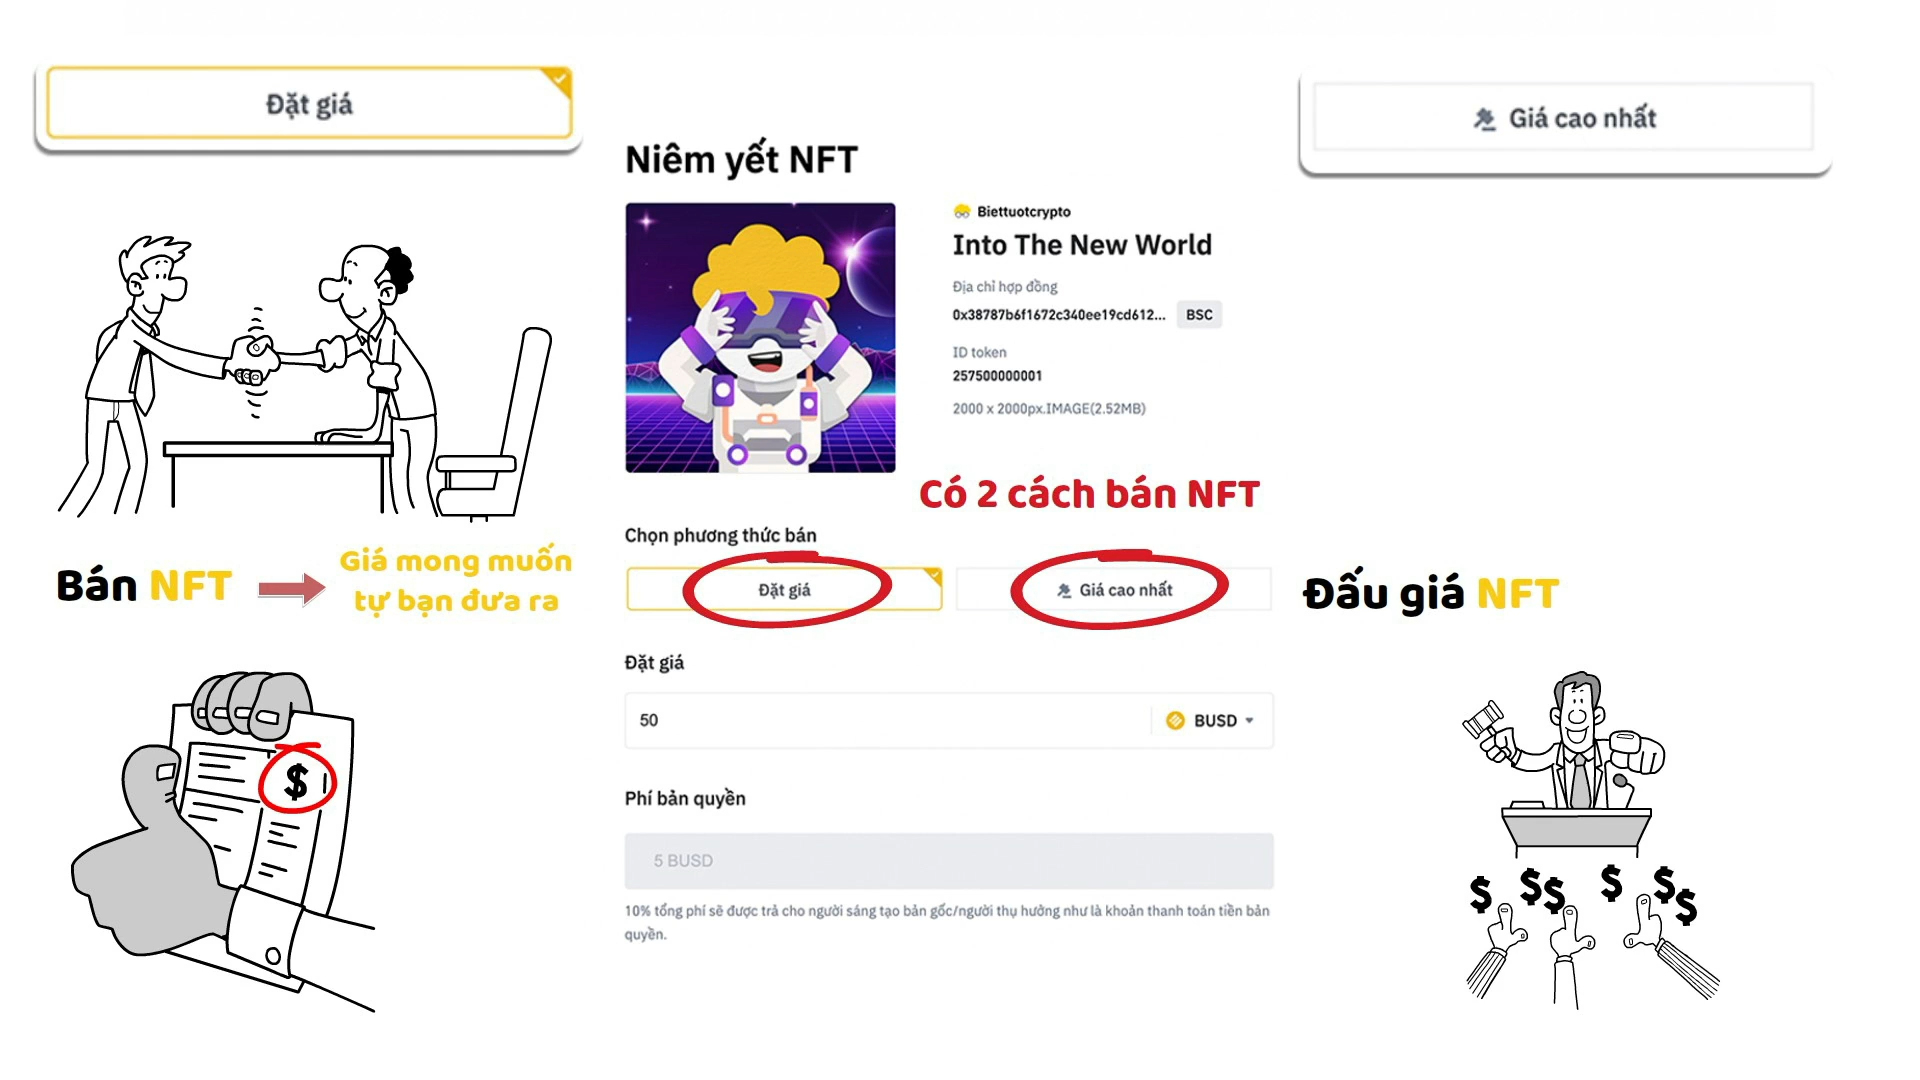 Đặt giá
Giá cao nhất
Niêm yết NFT
Biettuotcrypto
Into The New World
Địa chỉ hợp đồng
0x38787b6f1672c340ee19cd612... BSC
ID token
257500000001
2000 x 2000px.IMAGE(2.52MB)
Có 2 cách bán NFT
Chọn phương thức bán
Đặt giá
Giá cao nhất
Bán NFT
Giá mong muốn
tự bạn đưa ra
Đấu giá NFT
Đặt giá
50 BUSD
Phí bản quyền
5 BUSD
10% tổng phí sẽ được trả cho người sáng tạo bản gốc/người thụ hưởng như là khoản thanh toán tiền bản
quyền.
$
$ $ $ $ $ $